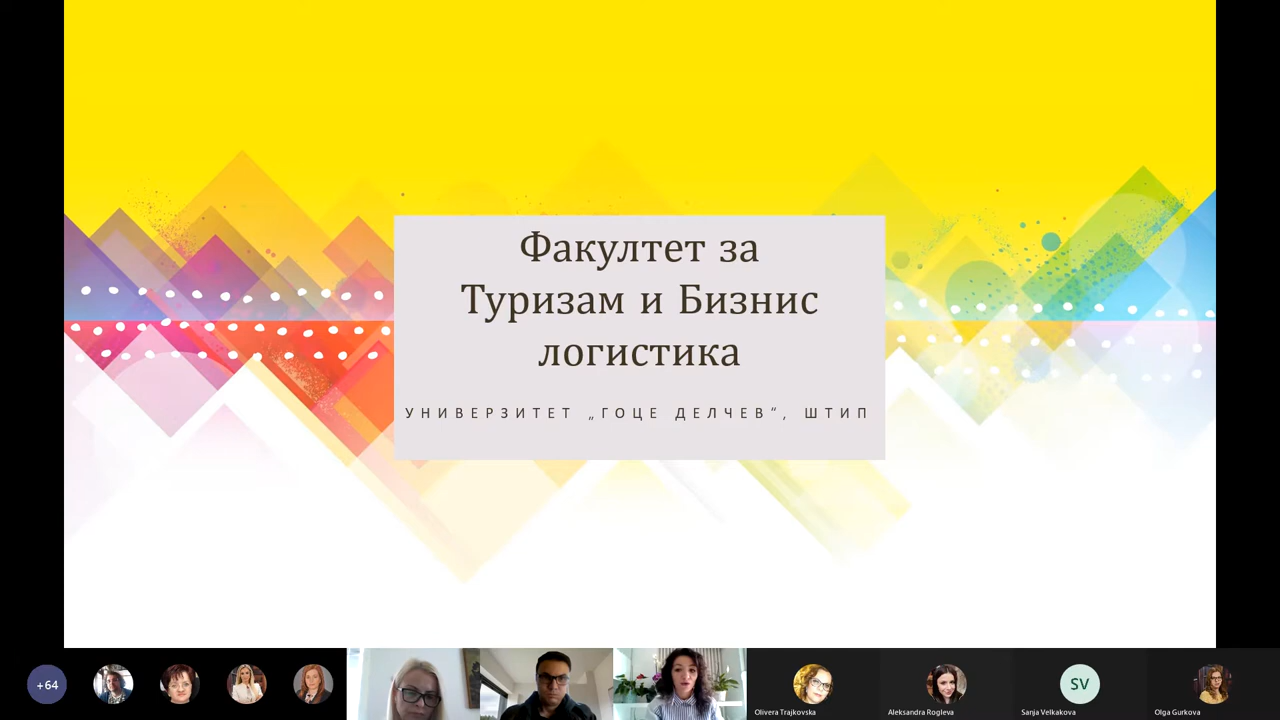 Факултет за
Туризам и Бизнис
логистика
УНИВЕРЗИТЕТ „ГОЦЕ ДЕЛЧЕВ“, ШТИП
+64
Olivera Trajkovska
Aleksandra Rogleva
SV
Sanja Velkakova
Olga Gurkova